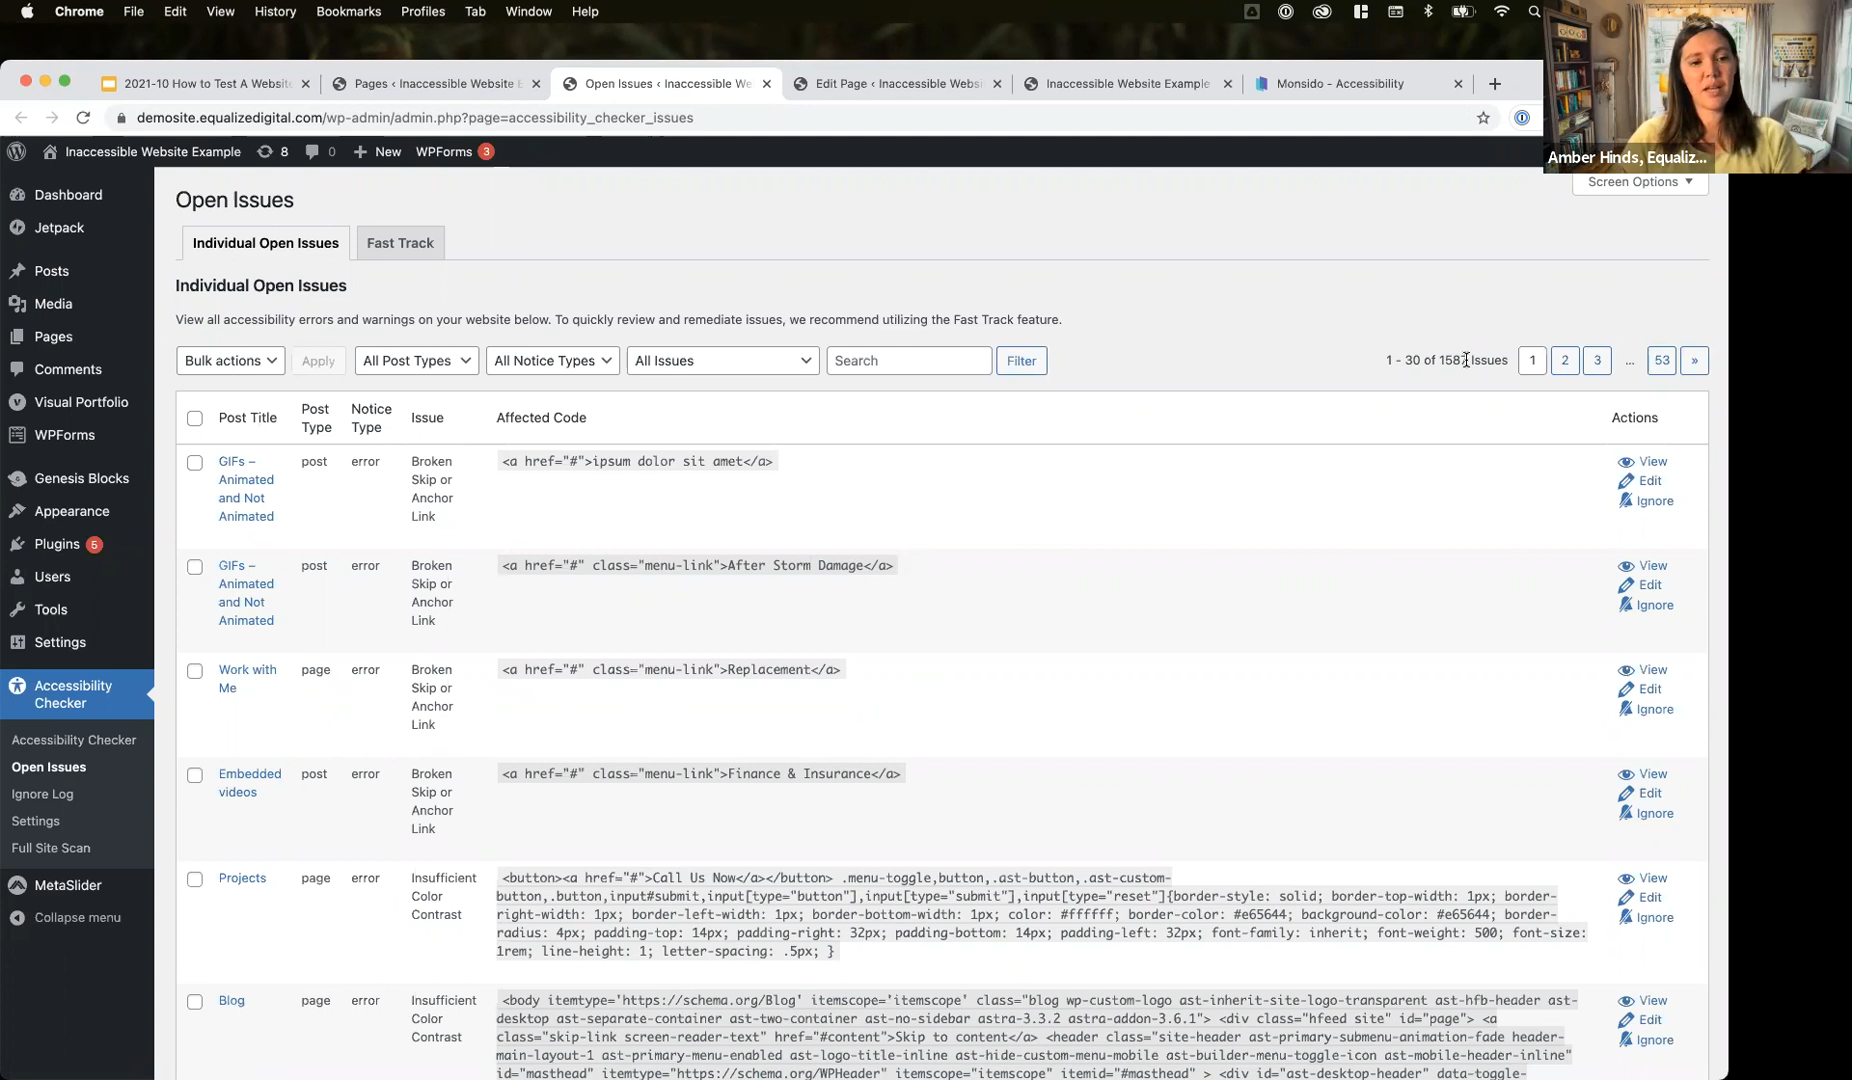 Chrome File Edit View History Bookmarks Profiles Tab Window Help
2021-10 How to Test A Website
Pages ‹ Inaccessible Website E
Open Issues ‹ Inaccessible We
Edit Page ‹ Inaccessible Websi
Inaccessible Website Example
Monsido - Accessibility
demosite.equalizedigital.com/wp-admin/admin.php?page=accessibility_checker_issues
Amber Hinds, Equaliz...
Inaccessible Website Example 8 0 New WPForms 3
Screen Options
Dashboard
Jetpack
Posts
Media
Pages
Comments
Visual Portfolio
WPForms
Genesis Blocks
Appearance
Plugins 5
Users
Tools
Settings
Accessibility
Checker
Accessibility Checker
Open Issues
Ignore Log
Settings
Full Site Scan
MetaSlider
Collapse menu
Open Issues
Individual Open Issues Fast Track
Individual Open Issues
View all accessibility errors and warnings on your website below. To quickly review and remediate issues, we recommend utilizing the Fast Track feature.
Bulk actions Apply All Post Types All Notice Types All Issues Search Filter
1 - 30 of Issues 1 2 3 ... 53 »
Post Title Post Type Notice Type Issue Affected Code Actions
GIFs –
Animated
and Not
Animated
post error
Broken
Skip or
Anchor
Link
<a href="#">ipsum dolor sit amet</a>
View
Edit
Ignore
GIFs –
Animated
and Not
Animated
post error
Broken
Skip or
Anchor
Link
<a href="#" class="menu-link">After Storm Damage</a>
View
Edit
Ignore
Work with
Me
page error
Broken
Skip or
Anchor
Link
<a href="#" class="menu-link">Replacement</a>
View
Edit
Ignore
Embedded
videos
post error
Broken
Skip or
Anchor
Link
<a href="#" class="menu-link">Finance & Insurance</a>
View
Edit
Ignore
Projects
page error
Insufficient
Color
Contrast
<button><a href="#">Call Us Now</a></button> .menu-toggle,button,.ast-button,.ast-custom-
button,.button,input#submit,input[type="button"],input[type="submit"],input[type="reset"]{border-style: solid; border-top-width: 1px; border-
right-width: 1px; border-left-width: 1px; border-bottom-width: 1px; color: #ffffff; border-color: #e65644; background-color: #e65644; border-
radius: 4px; padding-top: 14px; padding-right: 32px; padding-bottom: 14px; padding-left: 32px; font-family: inherit; font-weight: 500; font-size:
1rem; line-height: 1; letter-spacing: .5px; }
View
Edit
Ignore
Blog
page error
Insufficient
Color
Contrast
<body itemtype='https://schema.org/Blog' itemscope='itemscope' class="blog wp-custom-logo ast-inherit-site-logo-transparent ast-hfb-header ast-
desktop ast-separate-container ast-two-container ast-no-sidebar astra-3.3.2 astra-addon-3.6.1"> <div class="hfeed site" id="page"> <a
class="skip-link screen-reader-text" href="#content">Skip to content</a> <header class="site-header ast-primary-submenu-animation-fade header-
main-layout-1 ast-primary-menu-enabled ast-logo-title-inline ast-hide-custom-menu-mobile ast-builder-menu-toggle-icon ast-mobile-header-inline"
id="masthead" itemtype="https://schema.org/WPHeader" itemscope="itemscope" itemid="#masthead" > <div id="ast-desktop-header" data-toggle-
View
Edit
Ignore